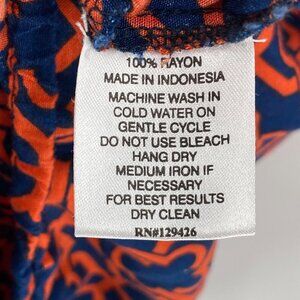 100% RAYON
MADE IN INDONESIA
MACHINE WASH IN
COLD WATER ON
GENTLE CYCLE
DO NOT USE BLEACH
HANG DRY
MEDIUM IRON IF
NECESSARY
FOR BEST RESULTS
DRY CLEAN
RN#129426